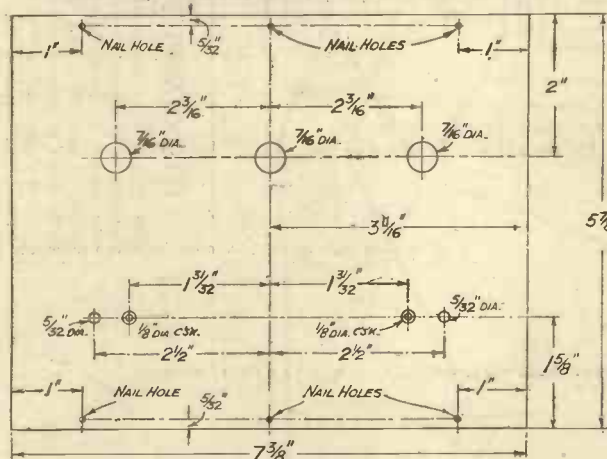 NAIL HOLE
5/32"
NAIL HOLES
1"
1"
2"
2 3/16"
2 3/16"
7/16" DIA.
7/16" DIA.
7/16" DIA.
3 11/16"
1 31/32"
1 31/32"
5/32" DIA.
1/8" DIA. CSK.
1/8" DIA. CSK.
5/32" DIA.
2 1/2"
2 1/2"
1 5/8"
1"
NAIL HOLE
5/32"
NAIL HOLES
1"
7 3/8"